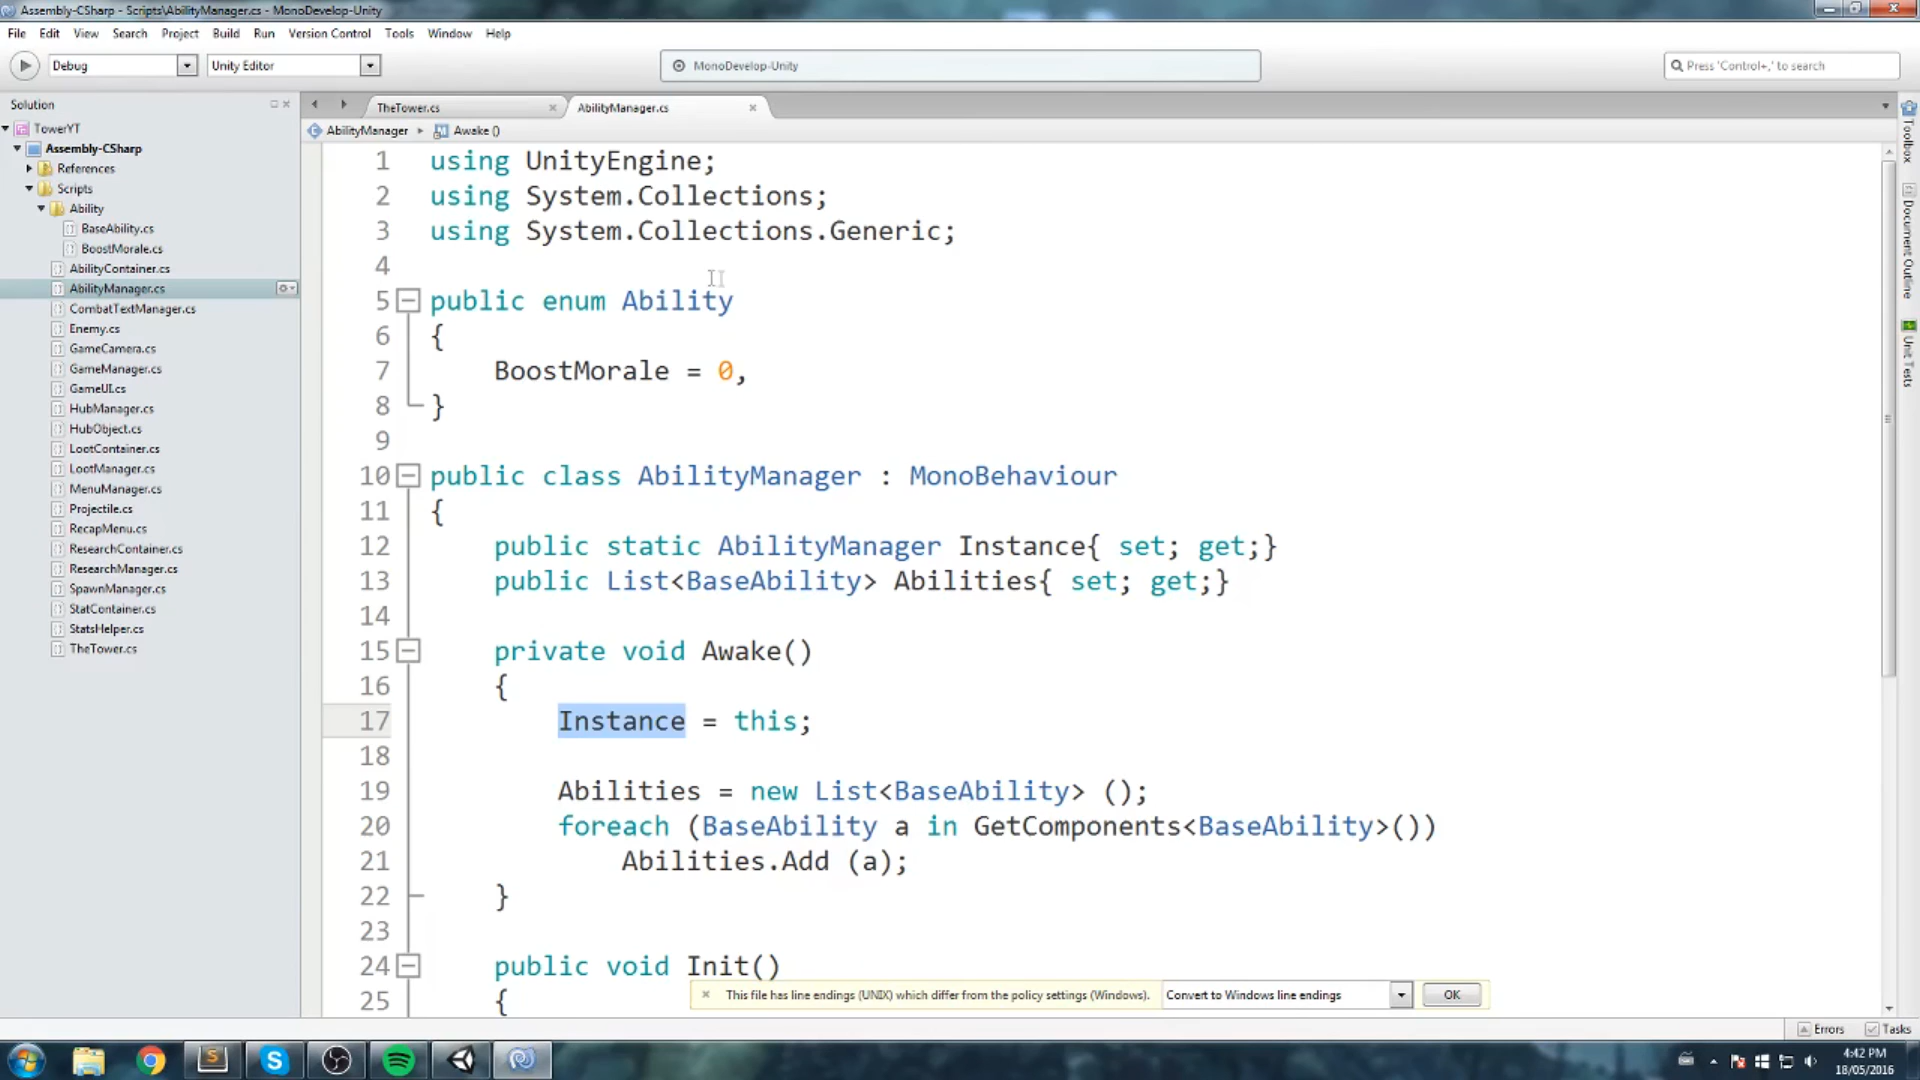 Assembly-CSharp - Scripts\AbilityManager.cs - MonoDevelop-Unity
File Edit View Search Project Build Run Version Control Tools Window Help
Debug Unity Editor MonoDevelop-Unity Press 'Control+,' to search
Solution
TowerYT
Assembly-CSharp
References
Scripts
Ability
BaseAbility.cs
BoostMorale.cs
AbilityContainer.cs
AbilityManager.cs
CombatTextManager.cs
Enemy.cs
GameCamera.cs
GameManager.cs
GameUI.cs
HubManager.cs
HubObject.cs
LootContainer.cs
LootManager.cs
MenuManager.cs
Projectile.cs
RecapMenu.cs
ResearchContainer.cs
ResearchManager.cs
SpawnManager.cs
StatContainer.cs
StatsHelper.cs
TheTower.cs
TheTower.cs AbilityManager.cs
AbilityManager Awake ()
1 using UnityEngine;
2 using System.Collections;
3 using System.Collections.Generic;
4
5 public enum Ability
6 {
7 BoostMorale = 0,
8 }
9
10 public class AbilityManager : MonoBehaviour
11 {
12 public static AbilityManager Instance{ set; get;}
13 public List<BaseAbility> Abilities{ set; get;}
14
15 private void Awake()
16 {
17 Instance = this;
18
19 Abilities = new List<BaseAbility> ();
20 foreach (BaseAbility a in GetComponents<BaseAbility>())
21 Abilities.Add (a);
22 }
23
24 public void Init()
25 {
This file has line endings (UNIX) which differ from the policy settings (Windows). Convert to Windows line endings OK
Toolbox
Document Outline
Unit Tests
Errors Tasks
4:42 PM
18/05/2016